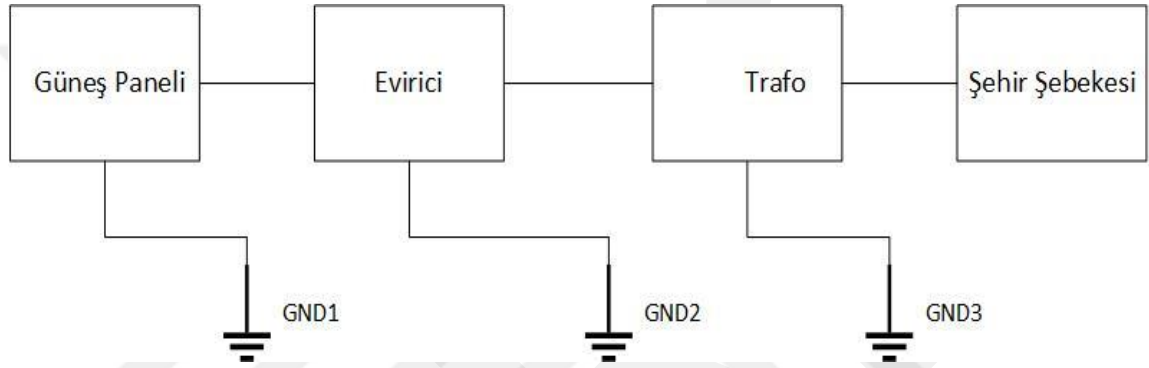 Güneş Paneli
Evirici
Trafo
Şehir Şebekesi
GND1
GND2
GND3